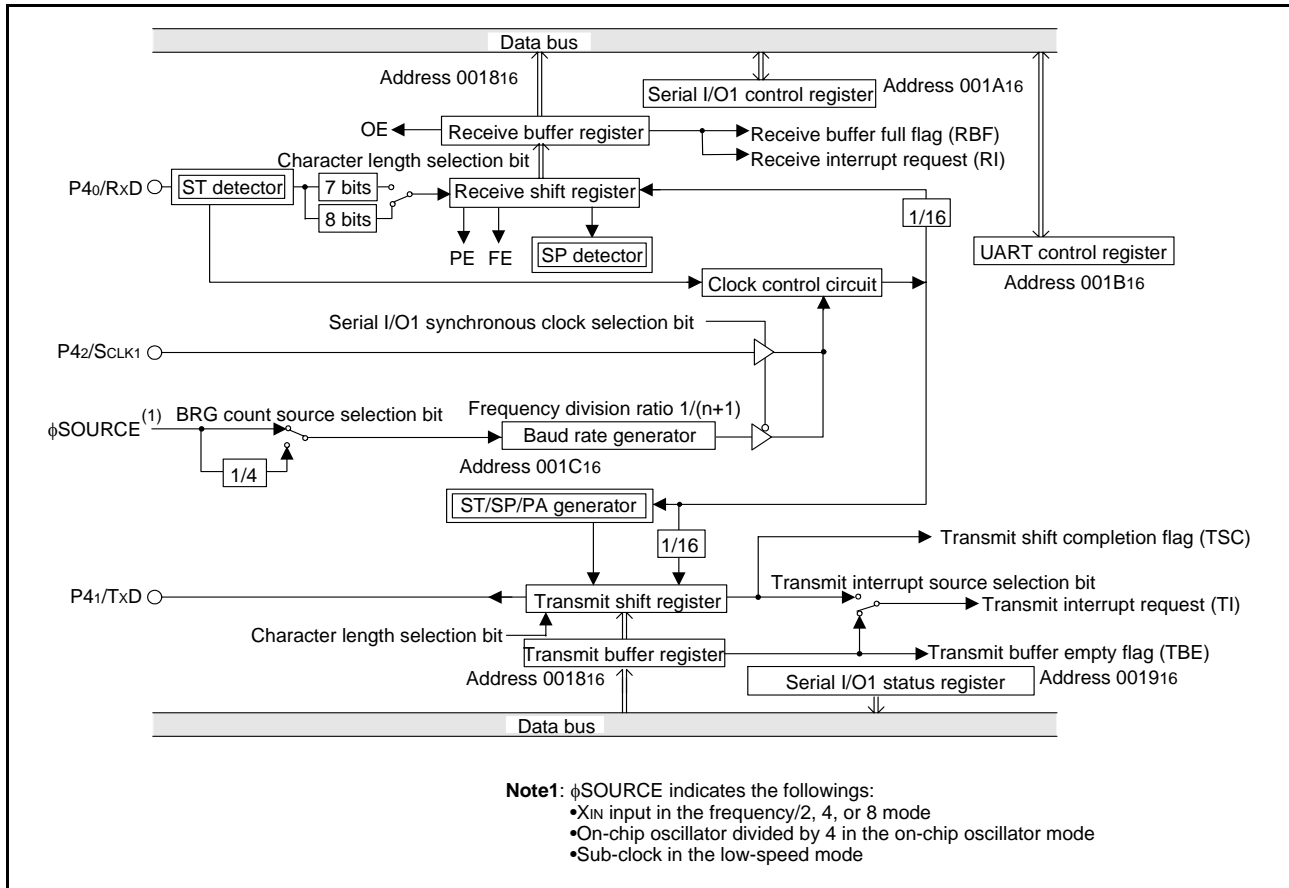 Data bus
Address 001816
Serial I/O1 control register
Address 001A16
OE
Receive buffer register
Receive buffer full flag (RBF)
Receive interrupt request (RI)
Character length selection bit
P40/RXD
ST detector
7 bits
8 bits
Receive shift register
1/16
PE
FE
SP detector
UART control register
Address 001B16
Clock control circuit
Serial I/O1 synchronous clock selection bit
P42/SCLK1
φSOURCE(1)
BRG count source selection bit
Frequency division ratio 1/(n+1)
Baud rate generator
1/4
Address 001C16
ST/SP/PA generator
1/16
Transmit shift completion flag (TSC)
P41/TXD
Transmit shift register
Transmit interrupt source selection bit
Transmit interrupt request (TI)
Character length selection bit
Transmit buffer register
Transmit buffer empty flag (TBE)
Address 001816
Serial I/O1 status register
Address 001916
Data bus
Note1: φSOURCE indicates the followings:
•XIN input in the frequency/2, 4, or 8 mode
•On-chip oscillator divided by 4 in the on-chip oscillator mode
•Sub-clock in the low-speed mode